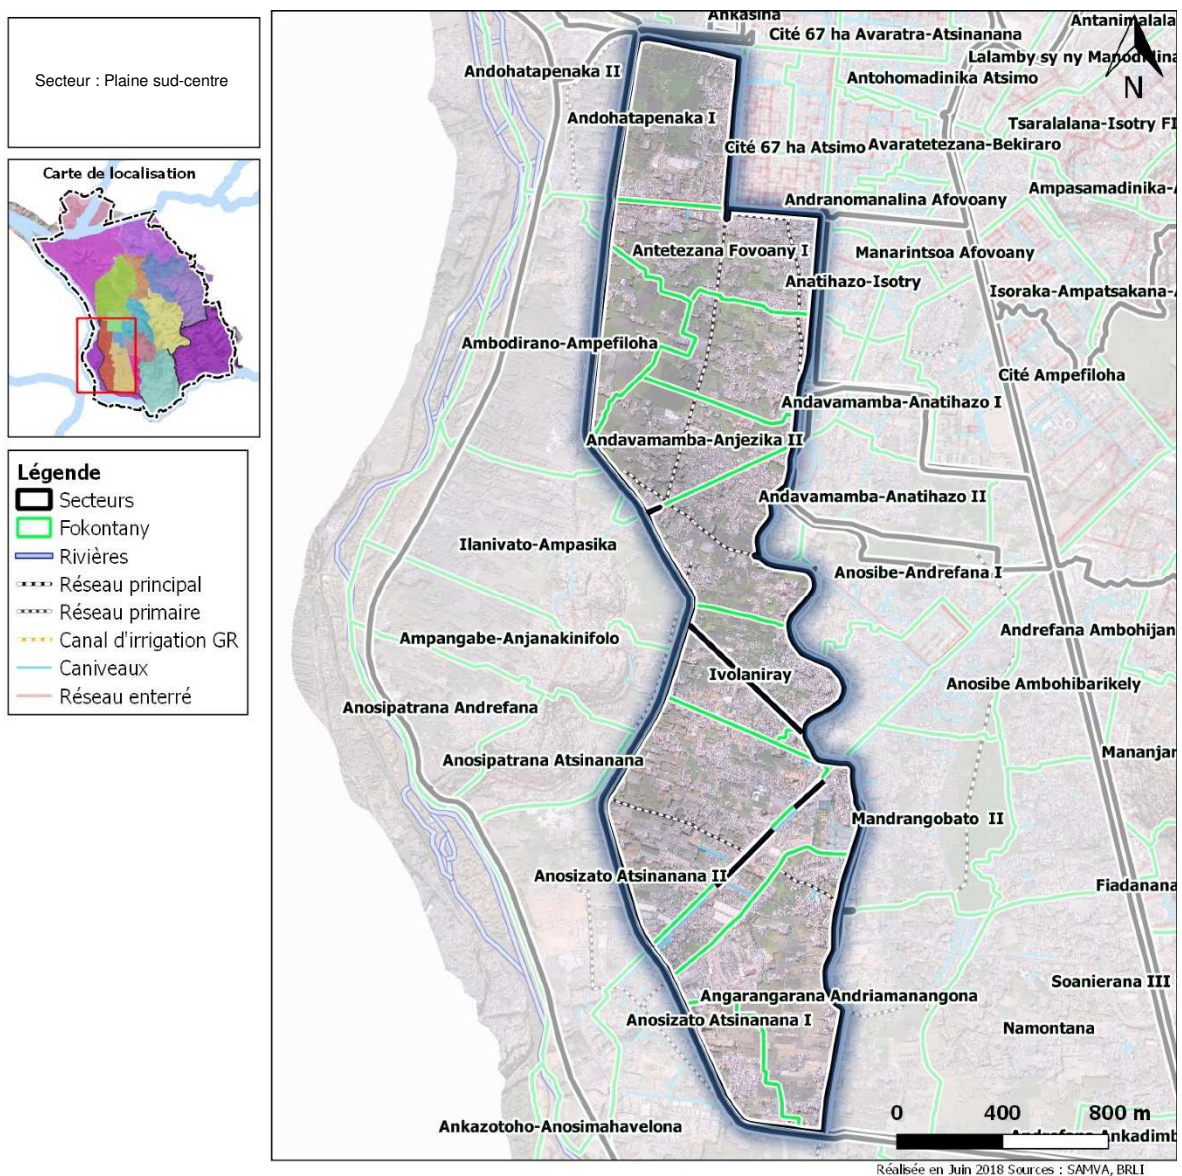 Secteur : Plaine sud-centre
Carte de localisation
Légende
Secteurs
Fokontany
Rivières
Réseau principal
Réseau primaire
Canal d'irrigation GR
Caniveaux
Réseau enterré
Ankasina
Cité 67 ha Avaratra-Atsinanana
Antanimalala
Lalamby sy ny Manodidina
Andohatapenaka II
Antohomadinika Atsimo
N
Andohatapenaka I
Tsaralalana-Isotry FI
Cité 67 ha Atsimo
Avaratetezana-Bekiraro
Ampasamadinika-A
Andranomanalina Afovoany
Antetezana Fovoany I
Manarintsoa Afovoany
Anatihazo-Isotry
Isoraka-Ampatsakana-A
Ambodirano-Ampefiloha
Cité Ampefiloha
Andavamamba-Anatihazo I
Andavamamba-Anjezika II
Andavamamba-Anatihazo II
Ilanivato-Ampasika
Anosibe-Andrefana I
Ampangabe-Anjanakinifolo
Andrefana Ambohijan
Ivolaniray
Anosibe Ambohibarikely
Anosipatrana Andrefana
Mananjar
Anosipatrana Atsinanana
Mandrangobato II
Anosizato Atsinanana II
Fiadanana
Soanierana III
Angarangarana Andriamanangona
Anosizato Atsinanana I
Namontana
0 400 800 m
Ankazotoho-Anosimahavelona
Andrefana Ankadimb
Réalisée en Juin 2018 Sources : SAMVA, BRLI